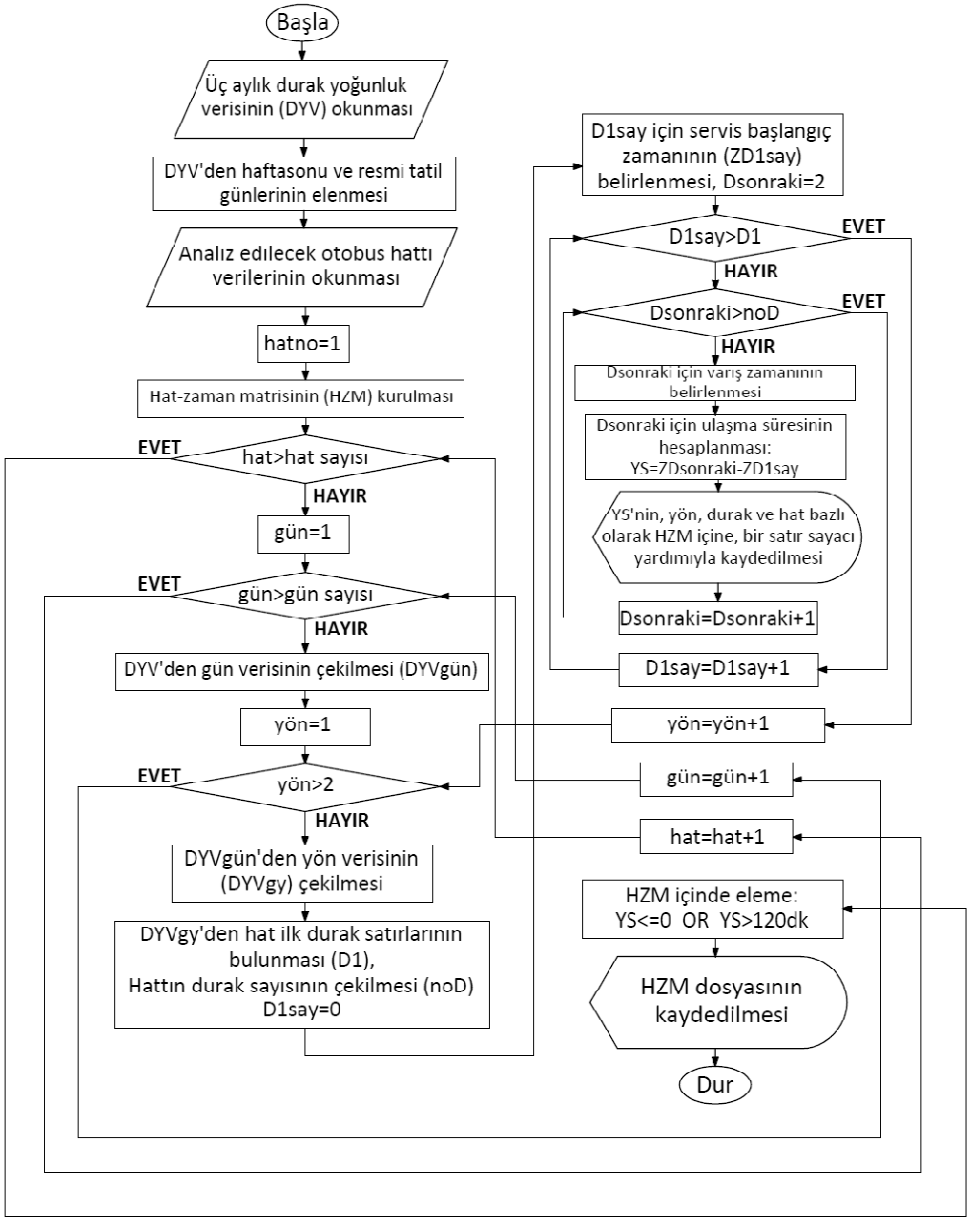 Başla
Üç aylık durak yoğunluk
verisinin (DYV) okunması
DYV'den haftasonu ve resmi tatil
günlerinin elenmesi
Analiz edilecek otobus hattı
verilerinin okunması
hatno=1
Hat-zaman matrisinin (HZM) kurulması
EVET
hat>hat sayısı
HAYIR
gün=1
EVET
gün>gün sayısı
HAYIR
DYV'den gün verisinin çekilmesi (DYVgün)
yön=1
EVET
yön>2
HAYIR
DYVgün'den yön verisinin
(DYVgy) çekilmesi
DYVgy'den hat ilk durak satırlarının
bulunması (D1),
Hattın durak sayısının çekilmesi (noD)
D1say=0
D1say için servis başlangıç
zamanının (ZD1say)
belirlenmesi, Dsonraki=2
D1say>D1
EVET
HAYIR
Dsonraki>noD
EVET
HAYIR
Dsonraki için varış zamanının
belirlenmesi
Dsonraki için ulaşma süresinin
hesaplanması:
YS=ZDsonraki-ZD1say
YS'nin, yön, durak ve hat bazlı
olarak HZM içine, bir satır sayacı
yardımıyla kaydedilmesi
Dsonraki=Dsonraki+1
D1say=D1say+1
yön=yön+1
gün=gün+1
hat=hat+1
HZM içinde eleme:
YS<=0 OR YS>120dk
HZM dosyasının
kaydedilmesi
Dur